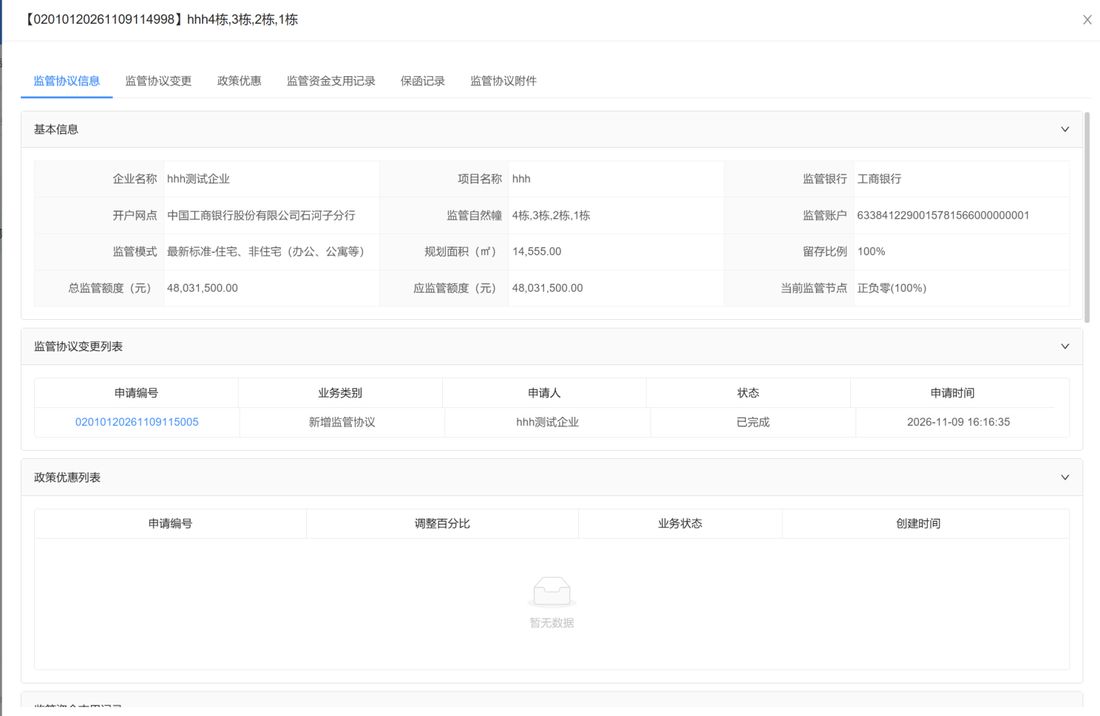 【02010120261109114998】hhh4栋,3栋,2栋,1栋
监管协议信息 监管协议变更 政策优惠 监管资金支用记录 保函记录 监管协议附件
基本信息
企业名称 hhh测试企业 项目名称 hhh 监管银行 工商银行
开户网点 中国工商银行股份有限公司石河子分行 监管自然幢 4栋,3栋,2栋,1栋 监管账户 6338412290015781566000000001
监管模式 最新标准-住宅、非住宅（办公、公寓等） 规划面积（㎡） 14,555.00 留存比例 100%
总监管额度（元） 48,031,500.00 应监管额度（元） 48,031,500.00 当前监管节点 正负零(100%)
监管协议变更列表
申请编号 业务类别 申请人 状态 申请时间
02010120261109115005 新增监管协议 hhh测试企业 已完成 2026-11-09 16:16:35
政策优惠列表
申请编号 调整百分比 业务状态 创建时间
暂无数据